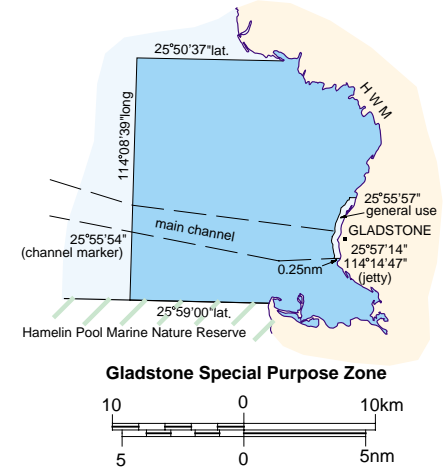 25°50'37"lat.
HWM
114°08'39"long
25°55'57"
general use
GLADSTONE
main channel
25°55'54"
(channel marker)
25°57'14"
114°14'47"
(jetty)
0.25nm
25°59'00"lat.
Hamelin Pool Marine Nature Reserve
Gladstone Special Purpose Zone
10 0 10km
5 0 5nm